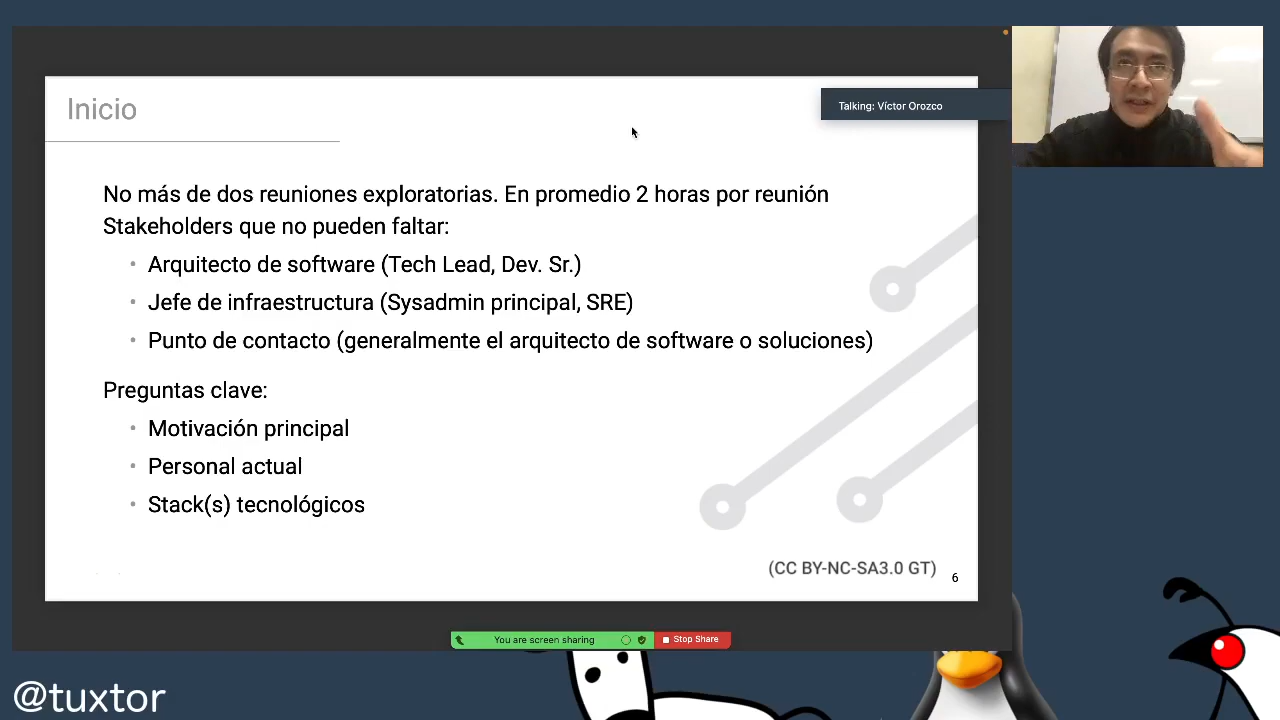 Inicio
Talking: Víctor Orozco
No más de dos reuniones exploratorias. En promedio 2 horas por reunión
Stakeholders que no pueden faltar:
• Arquitecto de software (Tech Lead, Dev. Sr.)
• Jefe de infraestructura (Sysadmin principal, SRE)
• Punto de contacto (generalmente el arquitecto de software o soluciones)
Preguntas clave:
• Motivación principal
• Personal actual
• Stack(s) tecnológicos
(CC BY-NC-SA3.0 GT)
6
You are screen sharing
Stop Share
@tuxtor